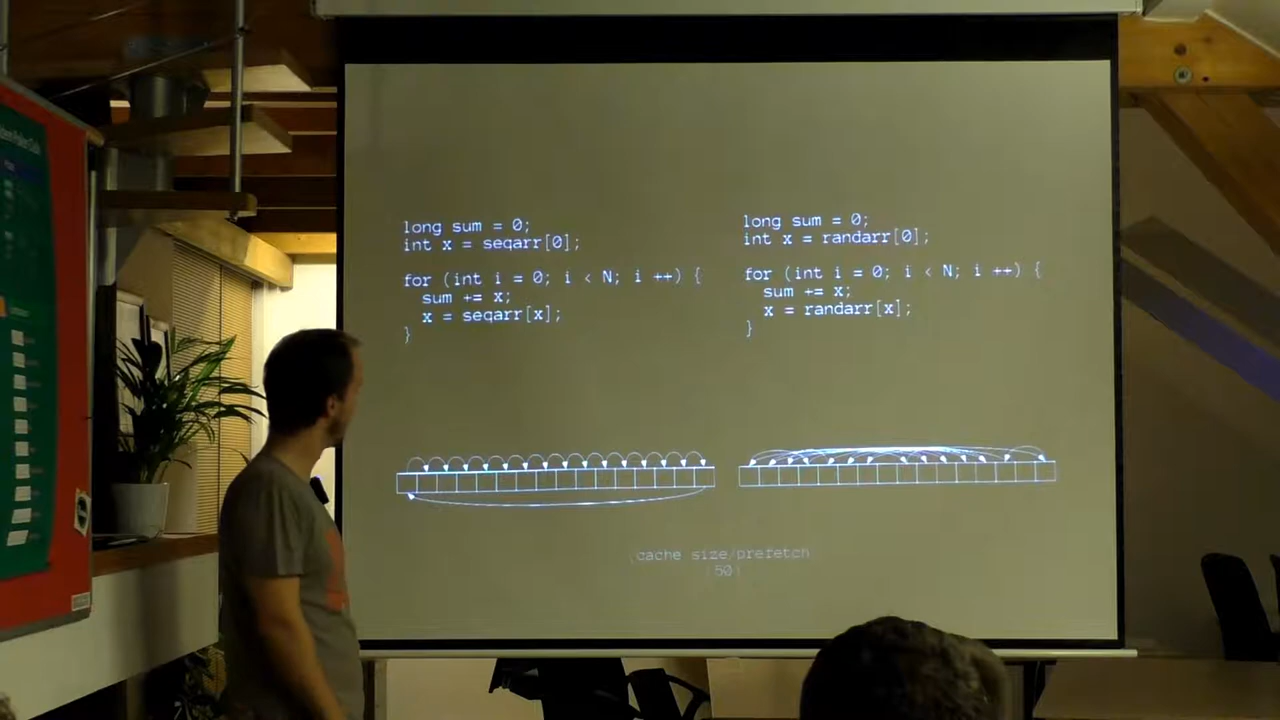 long sum = 0;
int x = seqarr[0];
for (int i = 0; i < N; i ++) {
sum += x;
x = seqarr[x];
}
long sum = 0;
int x = randarr[0];
for (int i = 0; i < N; i ++) {
sum += x;
x = randarr[x];
}
cache size/prefetch
50